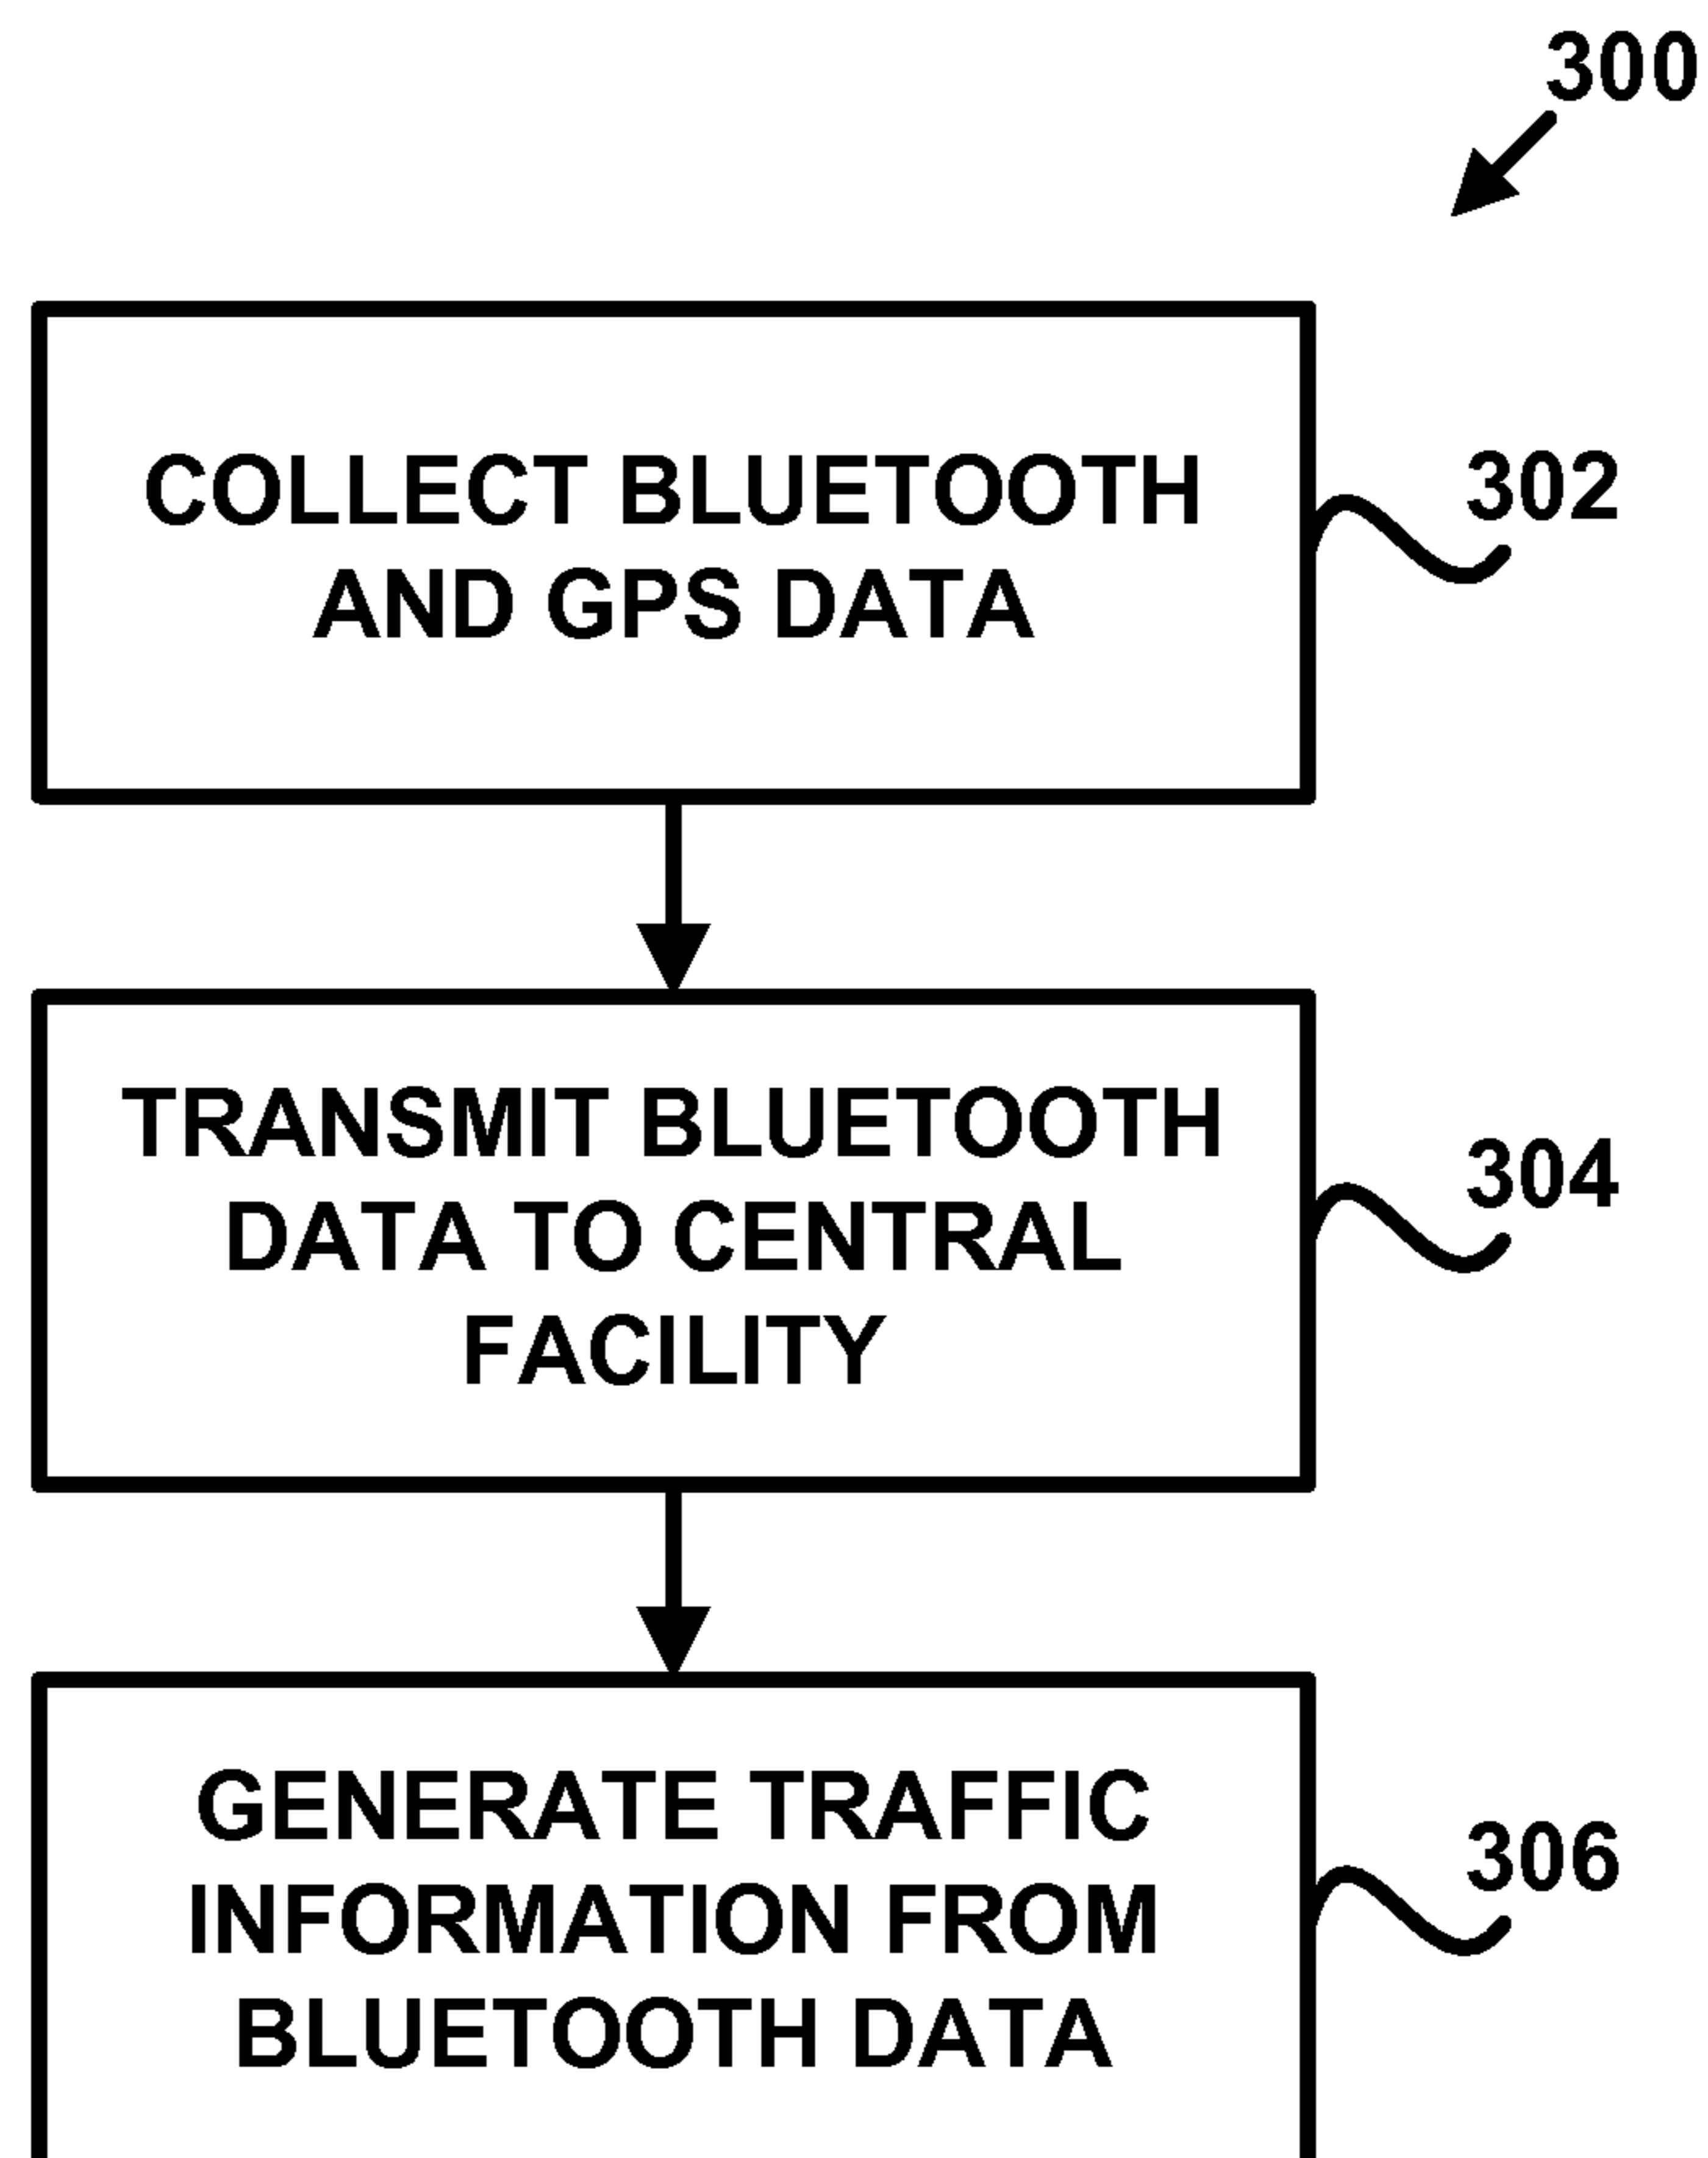 300
COLLECT BLUETOOTH
AND GPS DATA
302
TRANSMIT BLUETOOTH
DATA TO CENTRAL
FACILITY
304
GENERATE TRAFFIC
INFORMATION FROM
BLUETOOTH DATA
306